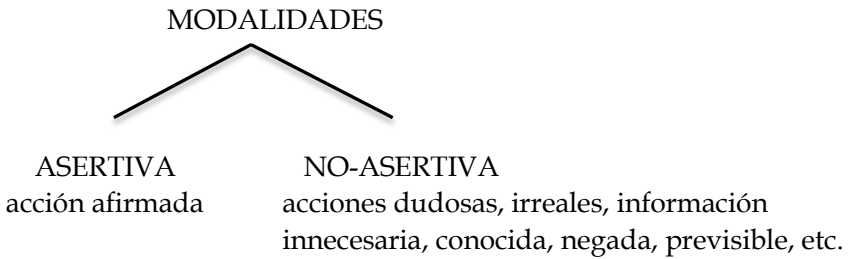 MODALIDADES
ASERTIVA
NO-ASERTIVA
acción afirmada
acciones dudosas, irreales, información
innecesaria, conocida, negada, previsible, etc.